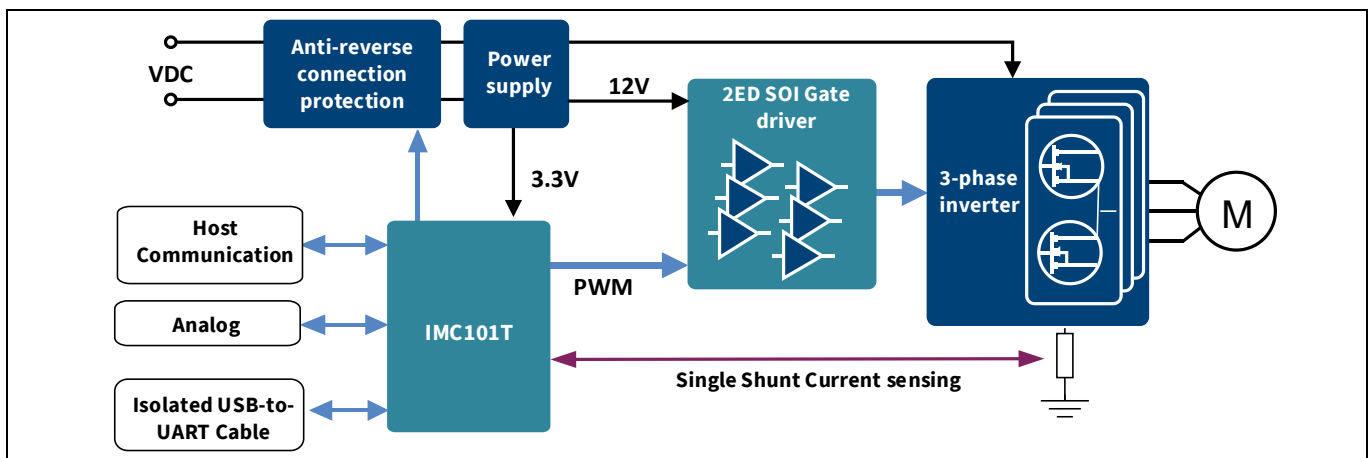 VDC
Anti-reverse
connection
protection
Power
supply
12V
2ED SOI Gate
driver
3-phase
inverter
M
3.3V
Host
Communication
Analog
Isolated USB-to-
UART Cable
IMC101T
PWM
Single Shunt Current sensing